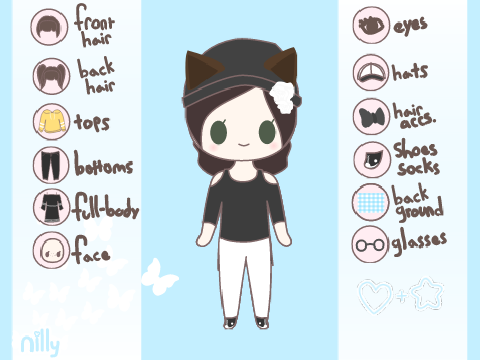 front
hair
back
hair
tops
bottoms
full-body
face
nilly
eyes
hats
hair
accs.
shoes
socks
back
ground
glasses
+